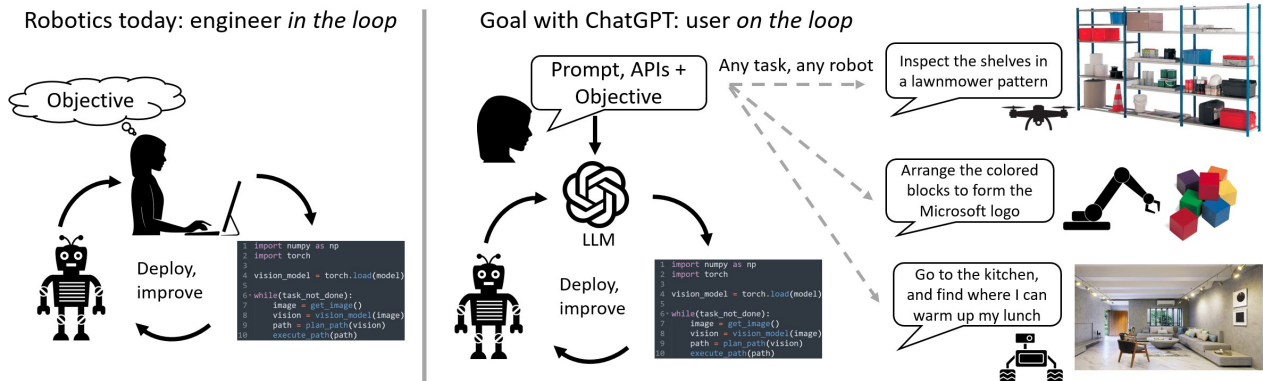 Robotics today: engineer in the loop
Objective
Deploy,
improve
1 import numpy as np
2 import torch
3
4 vision_model = torch.load(model)
5
6 while(task_not_done):
7 image = get_image()
8 vision = vision_model(image)
9 path = plan_path(vision)
10 execute_path(path)
Goal with ChatGPT: user on the loop
Prompt, APIs +
Objective
LLM
Deploy,
improve
1 import numpy as np
2 import torch
3
4 vision_model = torch.load(model)
5
6 while(task_not_done):
7 image = get_image()
8 vision = vision_model(image)
9 path = plan_path(vision)
10 execute_path(path)
Any task, any robot
Inspect the shelves in
a lawnmower pattern
Arrange the colored
blocks to form the
Microsoft logo
Go to the kitchen,
and find where I can
warm up my lunch